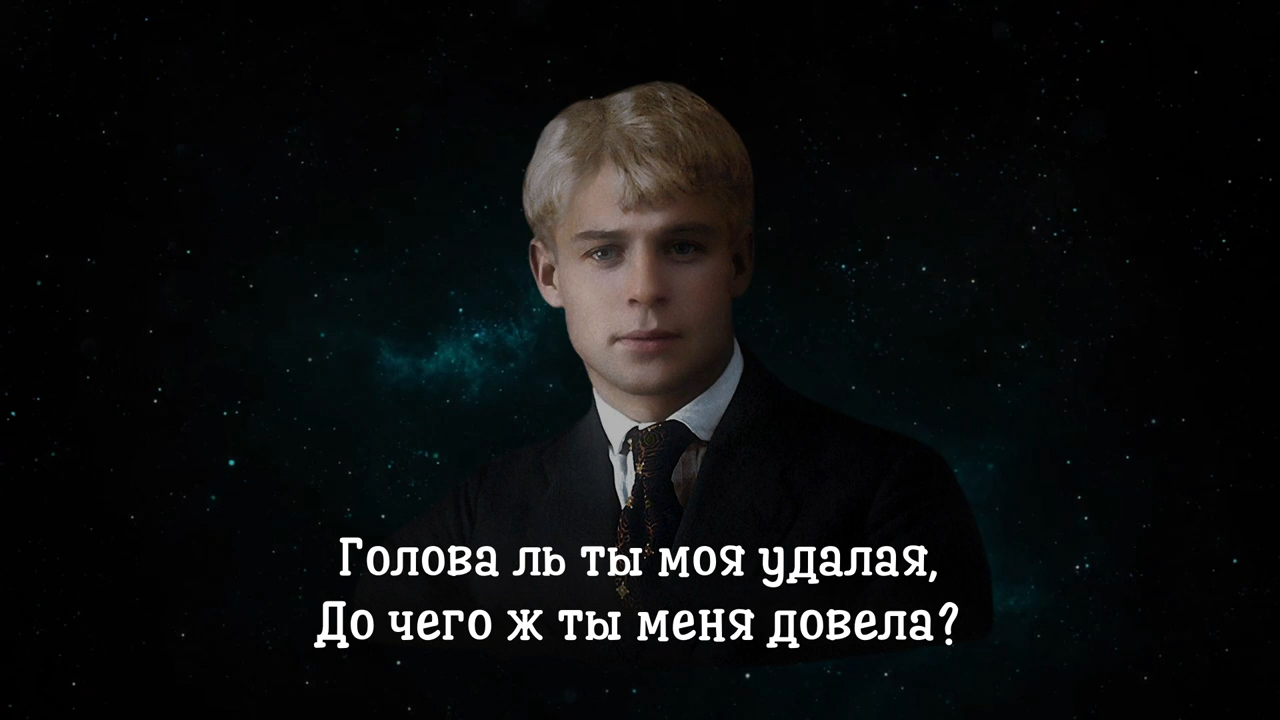 Голова ль ты моя удалая,
До чего ж ты меня довела?